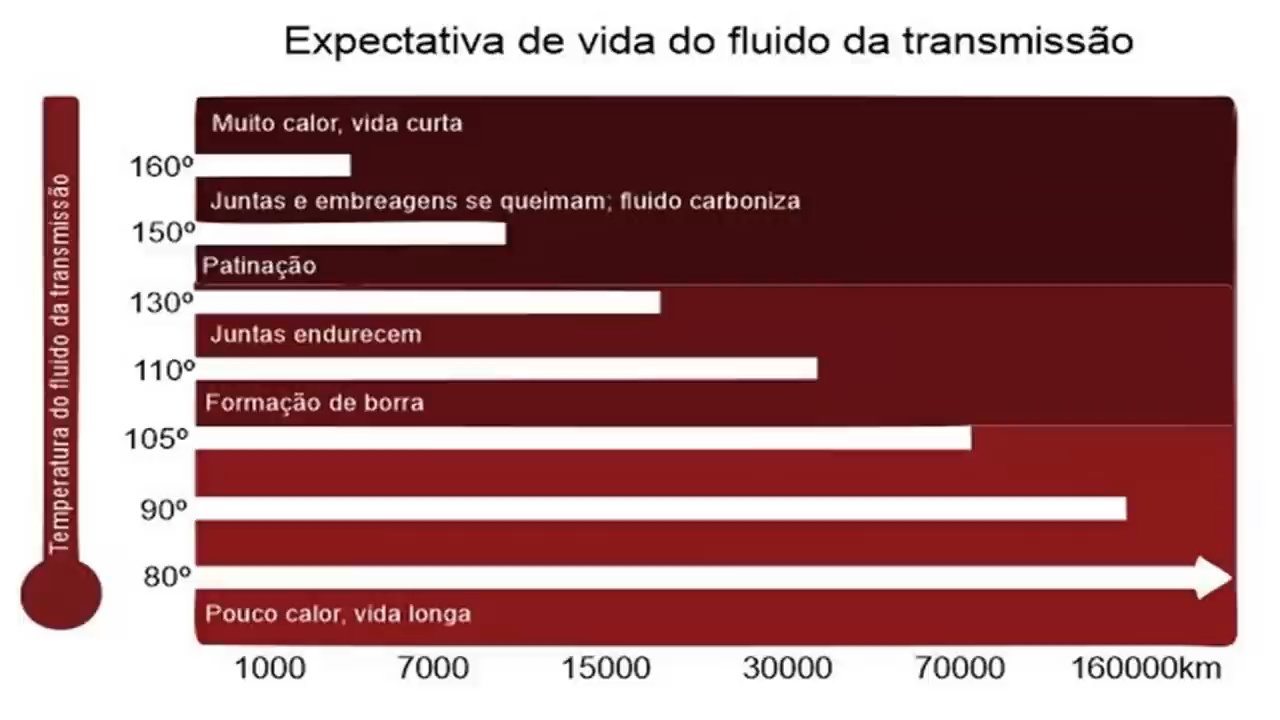 Expectativa de vida do fluido da transmissão
Temperatura do fluido da transmissão
Muito calor, vida curta
160º
Juntas e embreagens se queimam; fluido carboniza
150º
Patinação
130º
Juntas endurecem
110º
Formação de borra
105º
90º
80º
Pouco calor, vida longa
1000 7000 15000 30000 70000 160000km